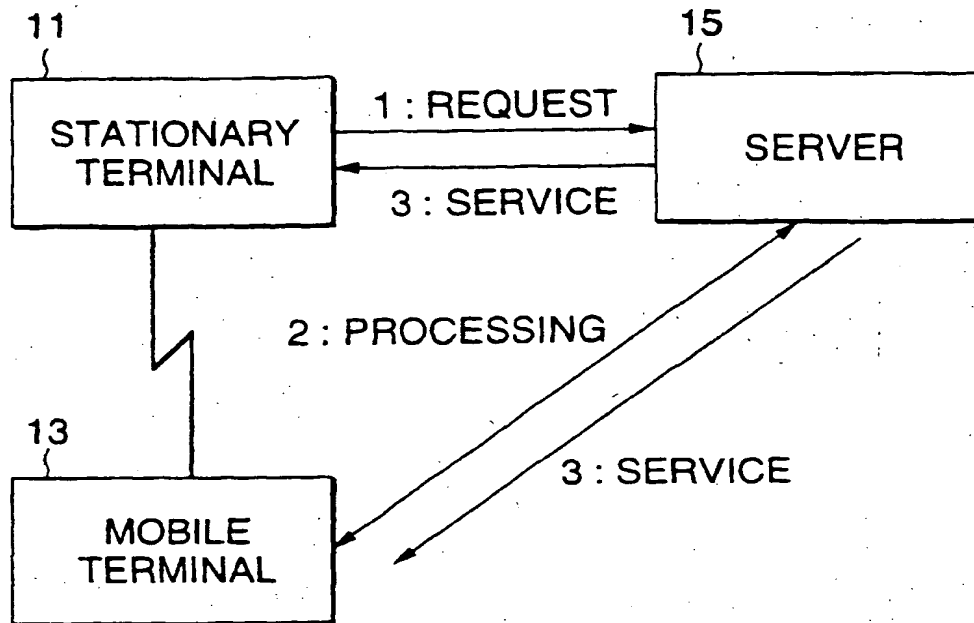 11
15
STATIONARY
TERMINAL
1 : REQUEST
SERVER
3 : SERVICE
2 : PROCESSING
13
3 : SERVICE
MOBILE
TERMINAL